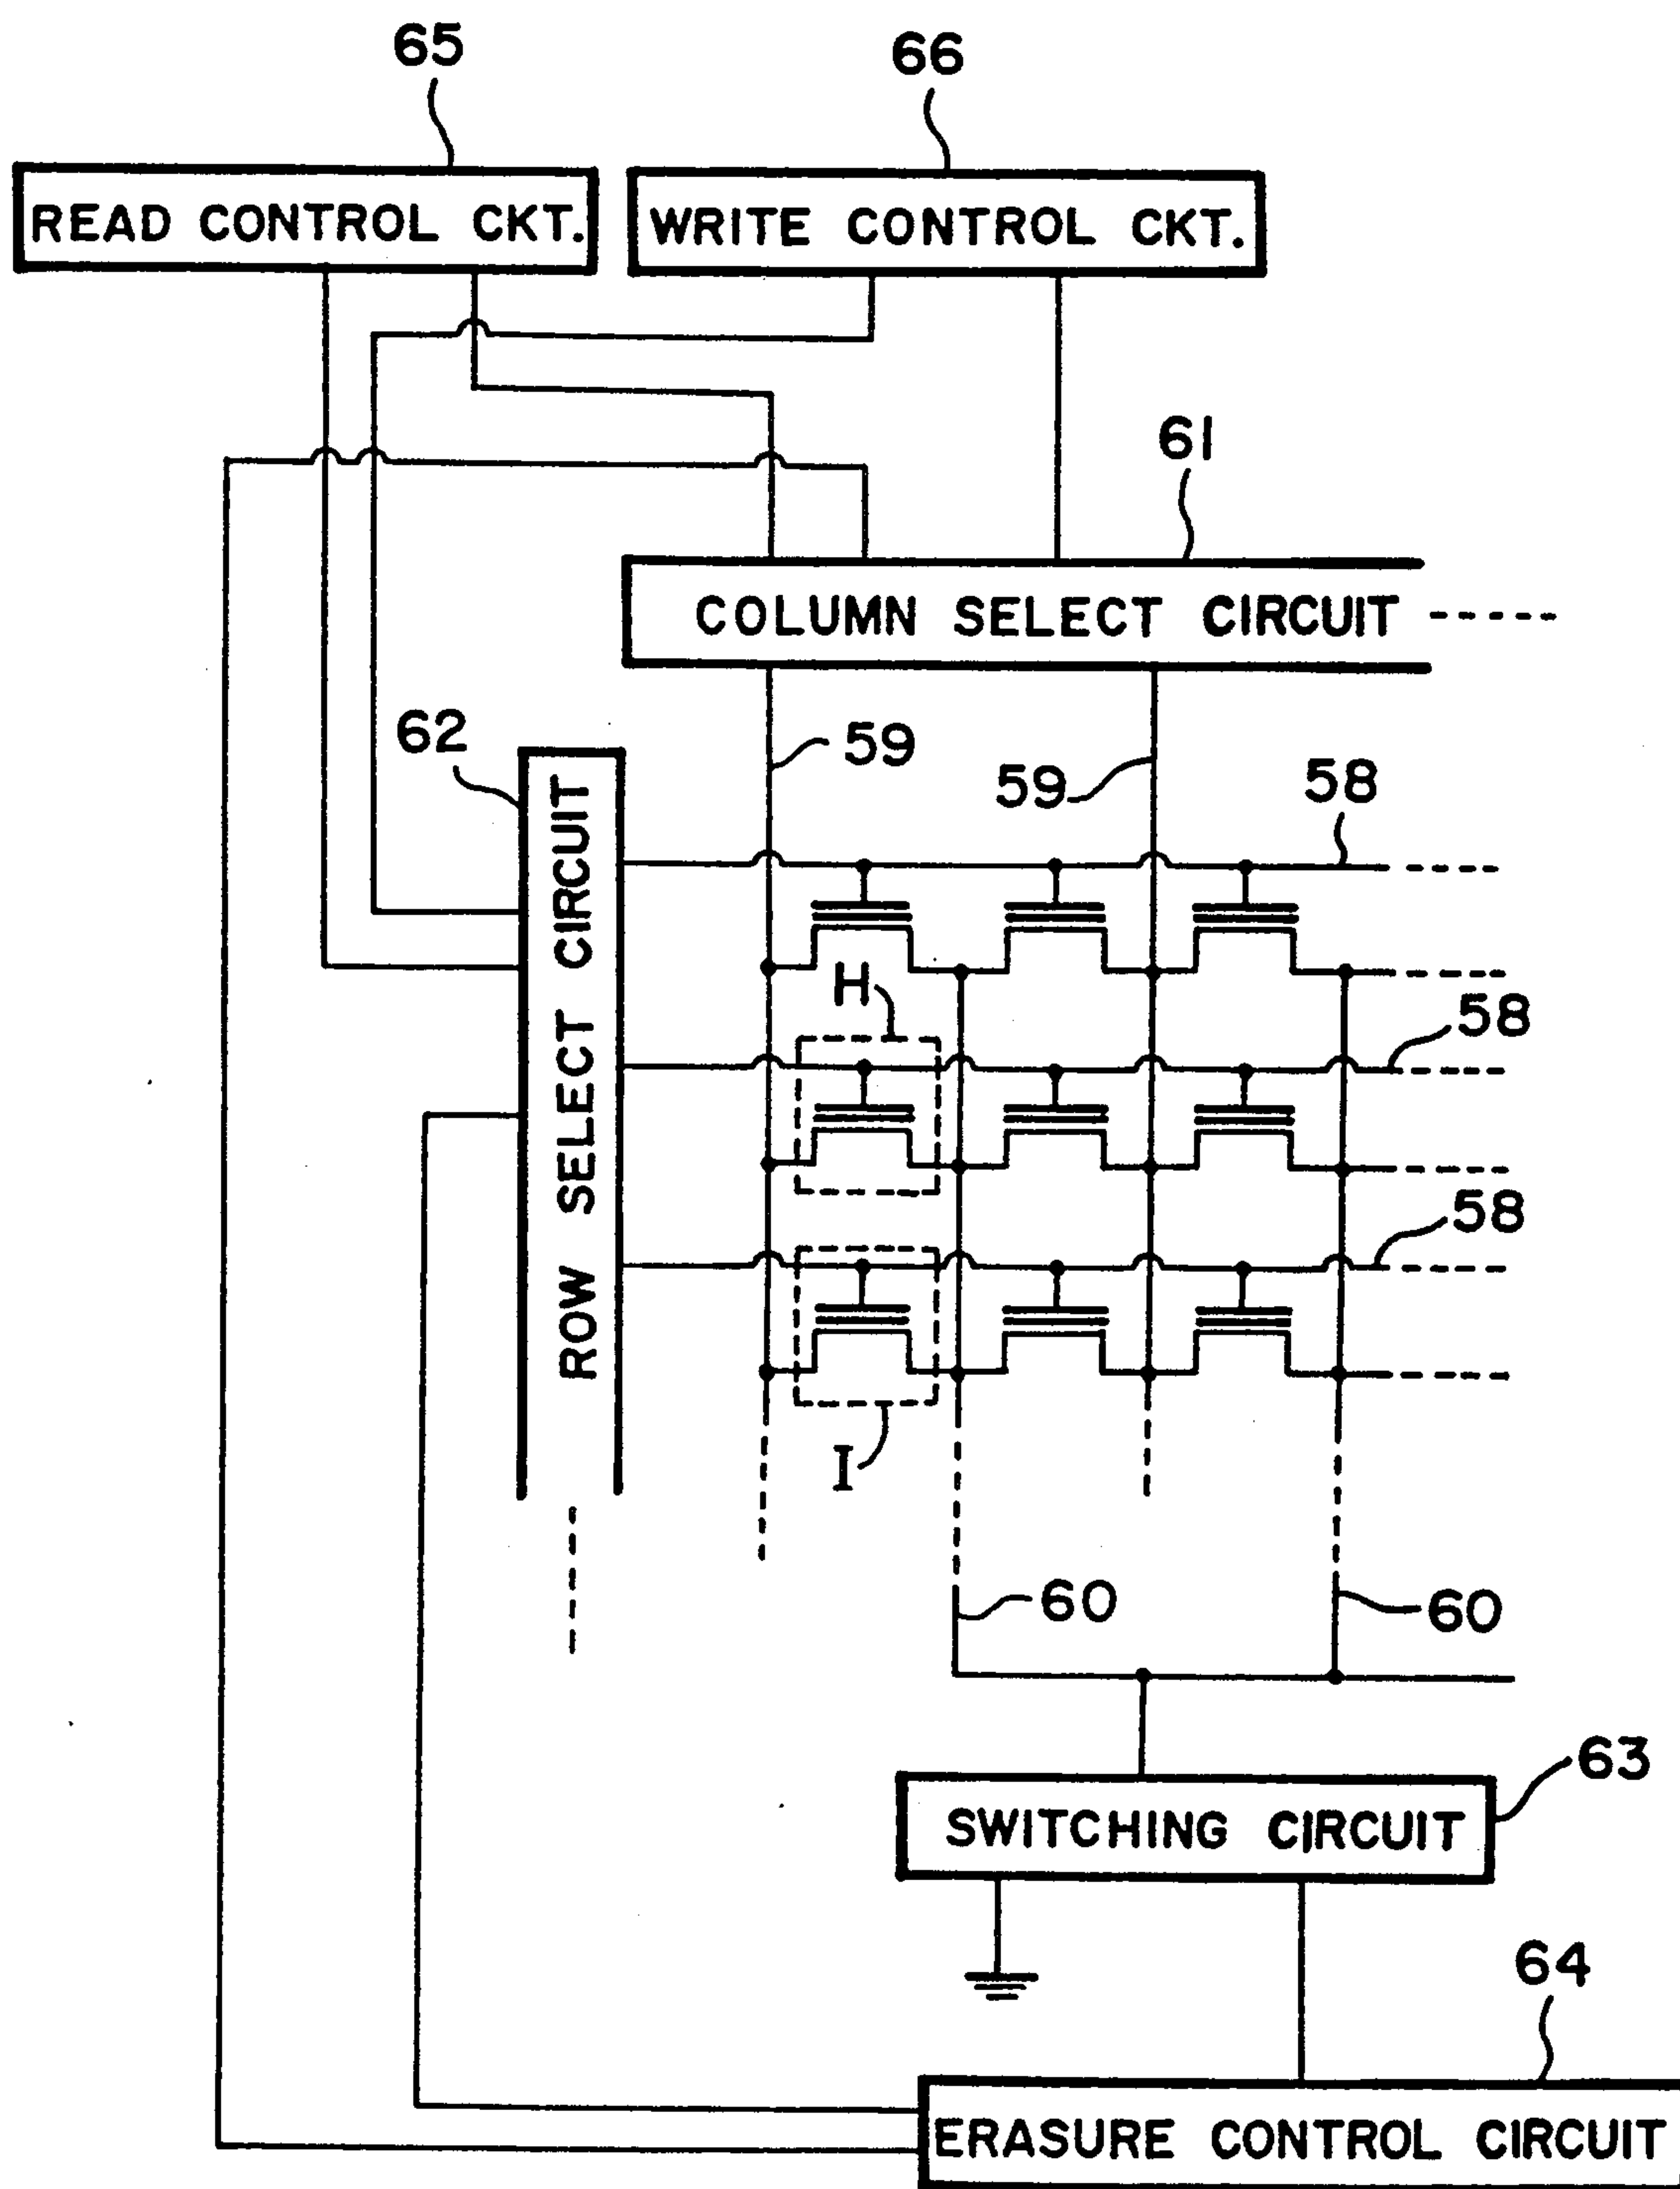 65
66
READ CONTROL CKT.
WRITE CONTROL CKT.
61
COLUMN SELECT CIRCUIT
62
59
59
58
ROW SELECT CIRCUIT
H
58
58
I
60
60
63
SWITCHING CIRCUIT
64
ERASURE CONTROL CIRCUIT